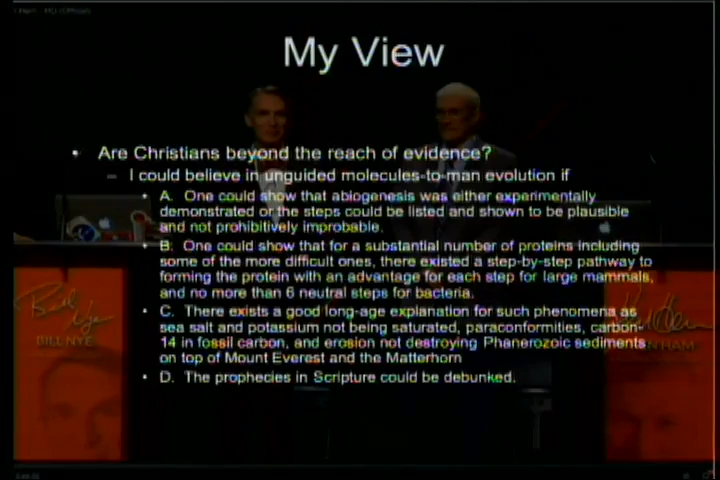 My View
• Are Christians beyond the reach of evidence?
– I could believe in unguided molecules-to-man evolution if
• A. One could show that abiogenesis was either experimentally
demonstrated or the steps could be listed and shown to be plausible
and not prohibitively improbable.
• B. One could show that for a substantial number of proteins including
some of the more difficult ones, there existed a step-by-step pathway to
forming the protein with an advantage for each step for large mammals,
and no more than 6 neutral steps for bacteria.
• C. There exists a good long-age explanation for such phenomena as
sea salt and potassium not being saturated, paraconformities, carbon-
14 in fossil carbon, and erosion not destroying Phanerozoic sediments
on top of Mount Everest and the Matterhorn
• D. The prophecies in Scripture could be debunked.
Bill Nye
BILL NYE
Ken Ham
HAM